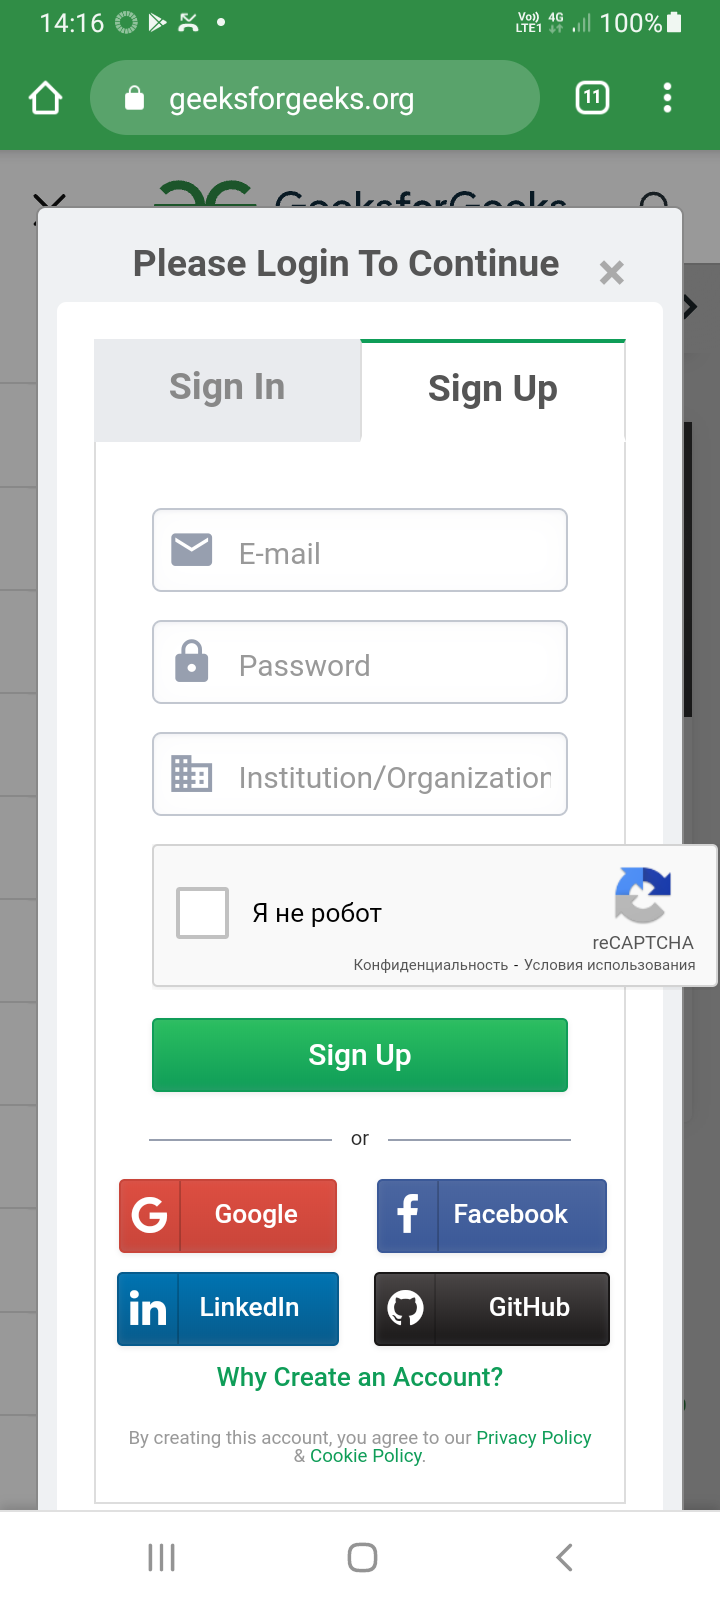 14:16
Vo)) LTE1 4G 100%
geeksforgeeks.org
11
GeeksforGeeks
Please Login To Continue
Sign In
Sign Up
E-mail
Password
Institution/Organization
Я не робот
reCAPTCHA
Конфиденциальность - Условия использования
Sign Up
or
Google
Facebook
LinkedIn
GitHub
Why Create an Account?
By creating this account, you agree to our Privacy Policy
& Cookie Policy.